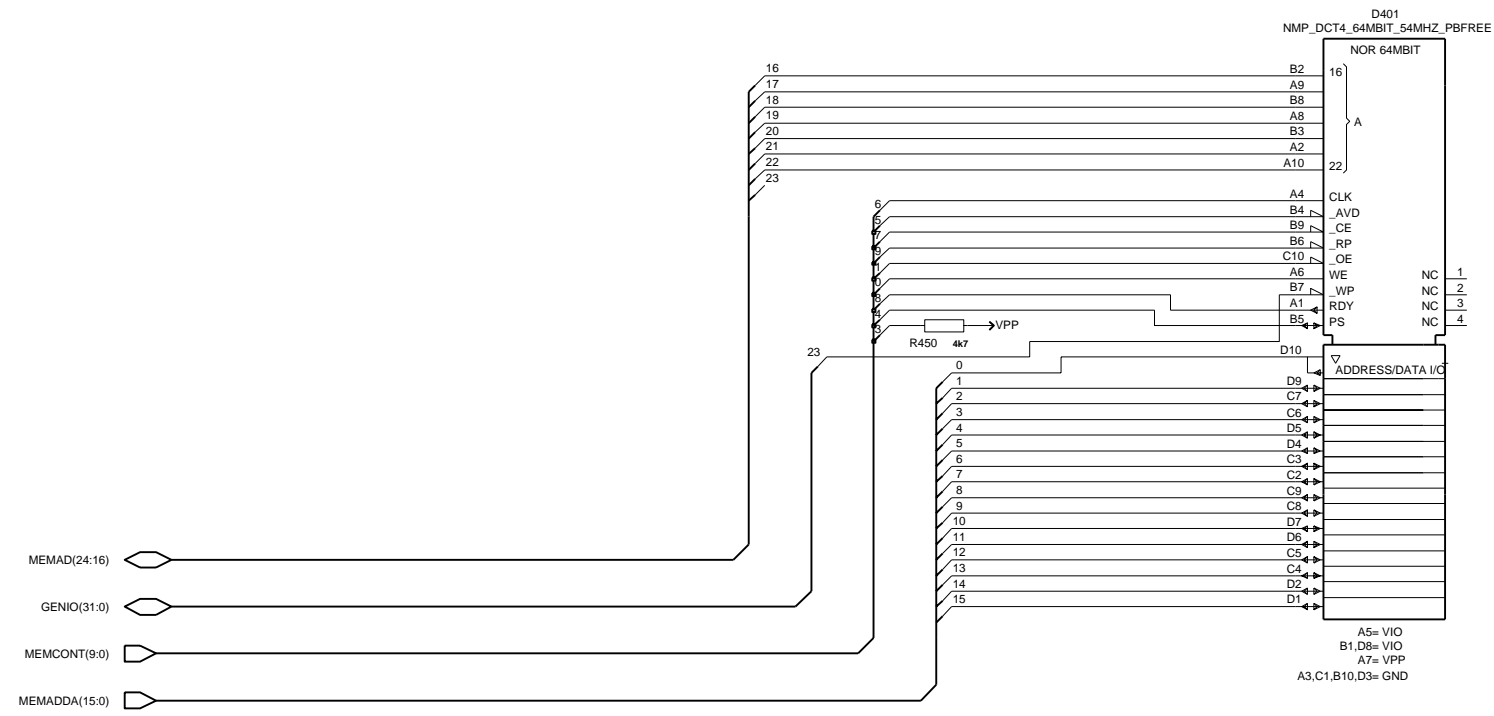 D401
NMP_DCT4_64MBIT_54MHZ_PBFREE
NOR 64MBIT
16 B2 16
17 A9
18 B8
19 A8 A
20 B3
21 A2
22 A10 22
23
6 A4 CLK
5 B4 _AVD
7 B9 _CE
9 B6 _RP
1 C10 _OE
0 A6 WE NC 1
8 B7 _WP NC 2
4 A1 RDY NC 3
3 VPP B5 PS NC 4
R450 4k7
23 D10
0 ADDRESS/DATA I/O
1 D9
2 C7
3 C6
4 D5
5 D4
6 C3
7 C2
8 C9
9 C8
10 D7
11 D6
12 C5
13 C4
14 D2
15 D1
MEMAD(24:16)
GENIO(31:0)
MEMCONT(9:0)
MEMADDA(15:0)
A5= VIO
B1,D8= VIO
A7= VPP
A3,C1,B10,D3= GND